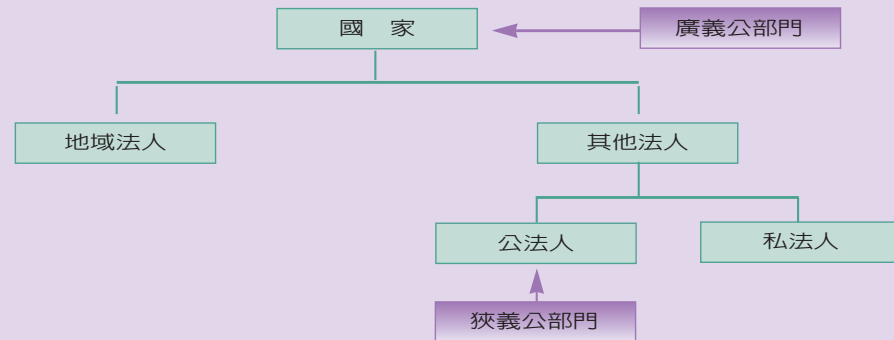 國　家
廣義公部門
地域法人
其他法人
公法人
私法人
狹義公部門